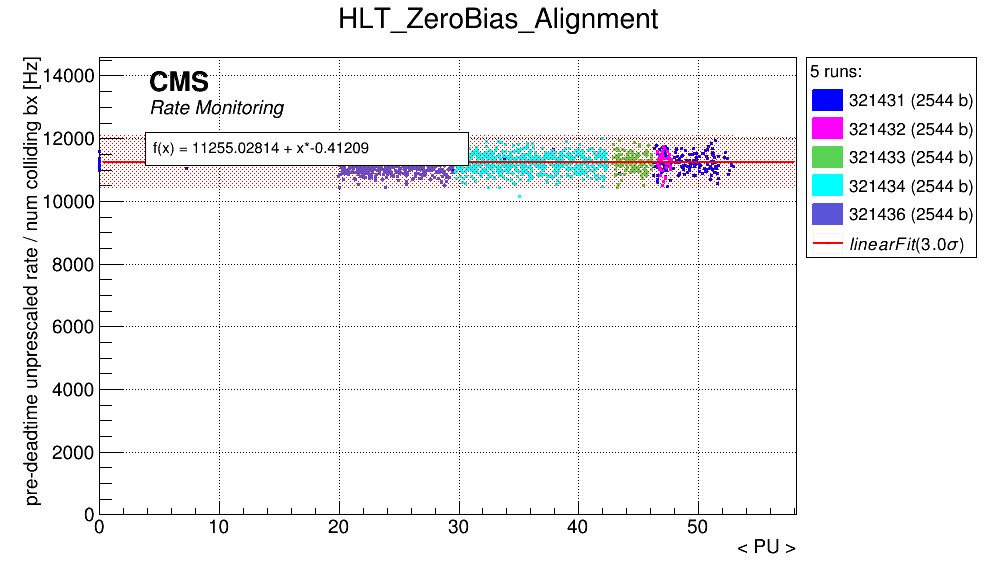 HLT_ZeroBias_Alignment
pre-deadtime unprescaled rate / num colliding bx [Hz]
14000
12000
10000
8000
6000
4000
2000
0
CMS
Rate Monitoring
f(x) = 11255.02814 + x*-0.41209
5 runs:
321431 (2544 b)
321432 (2544 b)
321433 (2544 b)
321434 (2544 b)
321436 (2544 b)
linearFit(3.0σ)
0 10 20 30 40 50
< PU >